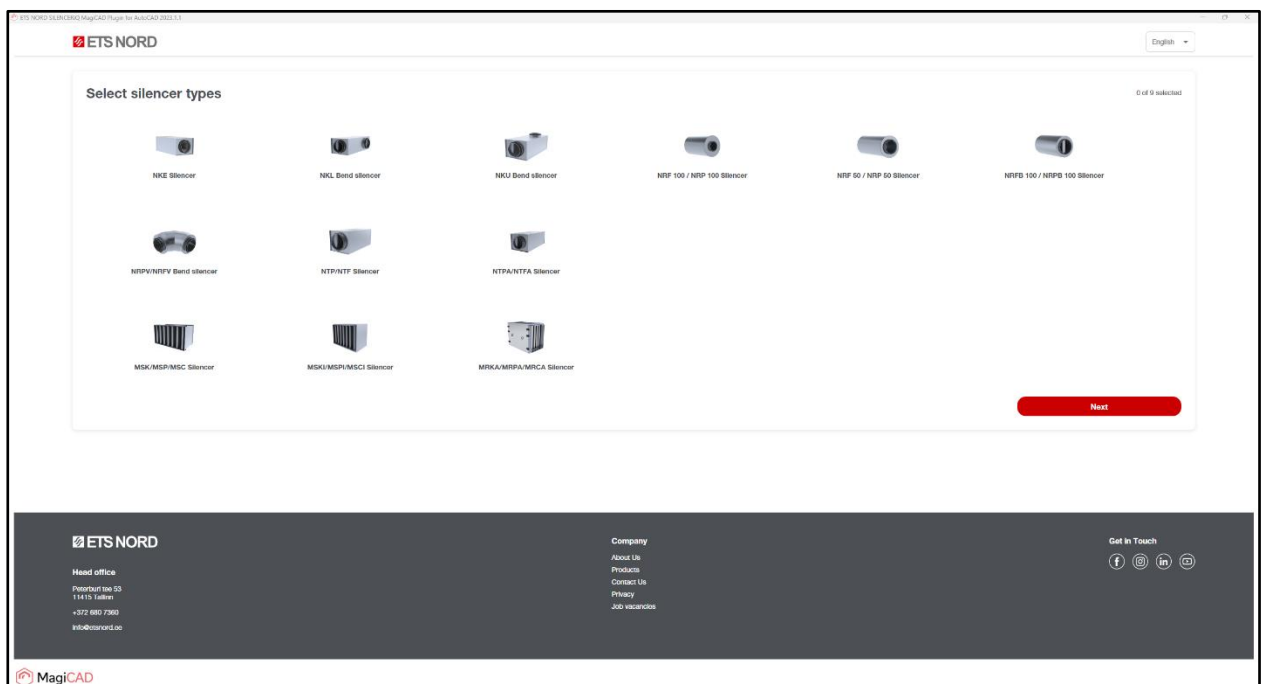 ETS NORD SILENCERIQ MagiCAD Plugin for AutoCAD 2023.1.1
ETS NORD
English
Select silencer types
0 of 9 selected
NKE Silencer
NKL Bend silencer
NKU Bend silencer
NRF 100 / NRP 100 Silencer
NRF 50 / NRP 50 Silencer
NRFB 100 / NRPB 100 Silencer
NRPV/NRFV Bend silencer
NTP/NTF Silencer
NTPA/NTFA Silencer
MSK/MSP/MSC Silencer
MSKI/MSPI/MSCI Silencer
MRKA/MRPA/MRCA Silencer
Next
ETS NORD
Head office
Peterburi tee 53
11415 Tallinn
+372 680 7360
info@etsnord.ee
Company
About Us
Products
Contact Us
Privacy
Job vacancies
Get in Touch
MagiCAD